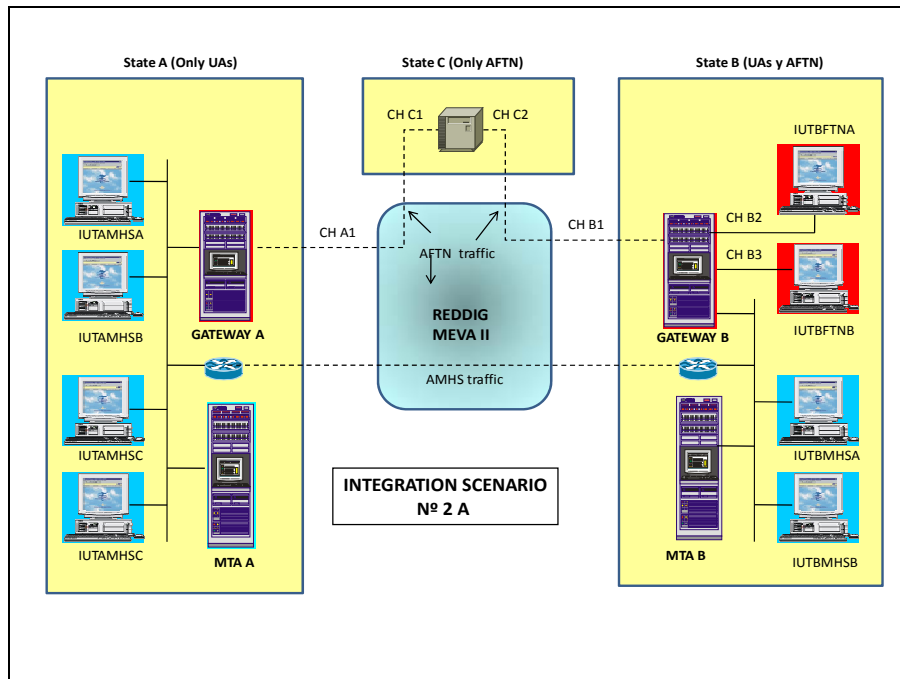 State A (Only UAs)
State C (Only AFTN)
State B (UAs y AFTN)
CH C1
CH C2
IUTBFTNA
IUTAMHSA
CH A1
CH B1
CH B2
AFTN traffic
CH B3
IUTAMHSB
GATEWAY A
REDDIG
MEVA II
GATEWAY B
IUTBFTNB
AMHS traffic
IUTAMHSC
IUTBMHSA
INTEGRATION SCENARIO
Nº 2 A
IUTAMHSC
MTA A
MTA B
IUTBMHSB